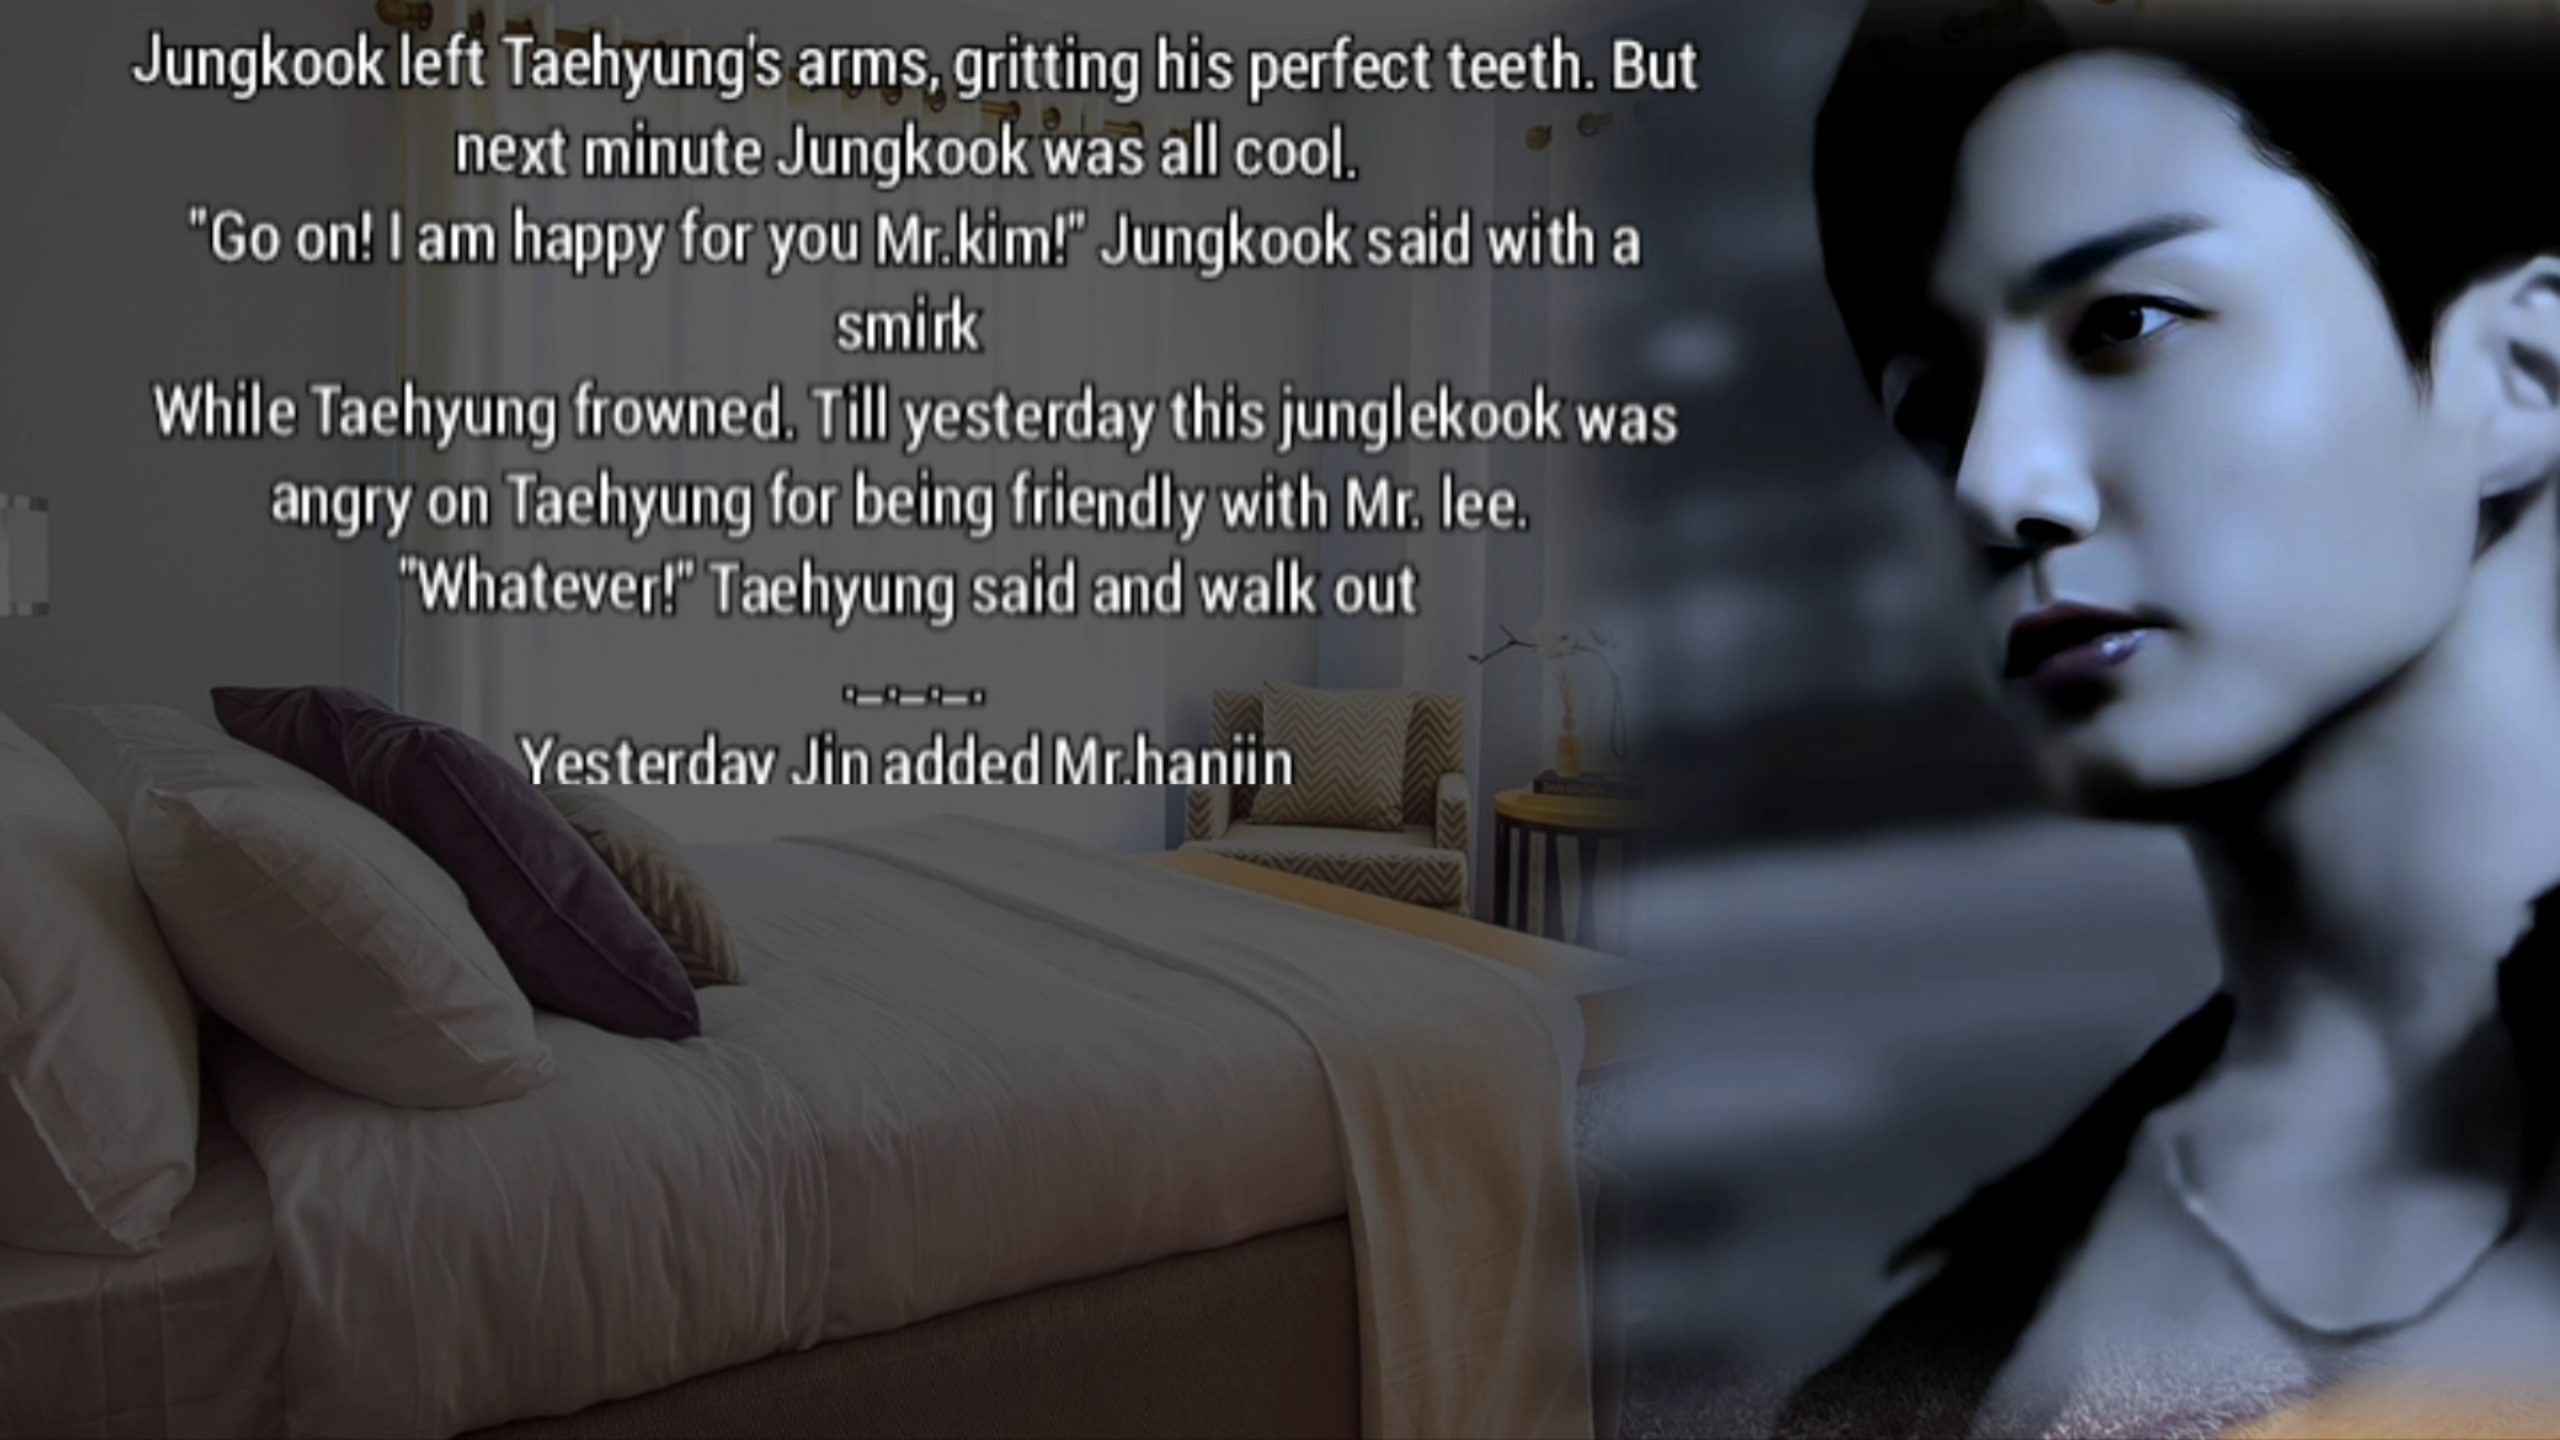 Jungkook left Taehyung's arms, gritting his perfect teeth. But
next minute Jungkook was all cool.
"Go on! I am happy for you Mr.kim!" Jungkook said with a
smirk
While Taehyung frowned. Till yesterday this junglekook was
angry on Taehyung for being friendly with Mr. lee.
"Whatever!" Taehyung said and walk out
._._._.
Yesterday Jin added Mr.hanjin